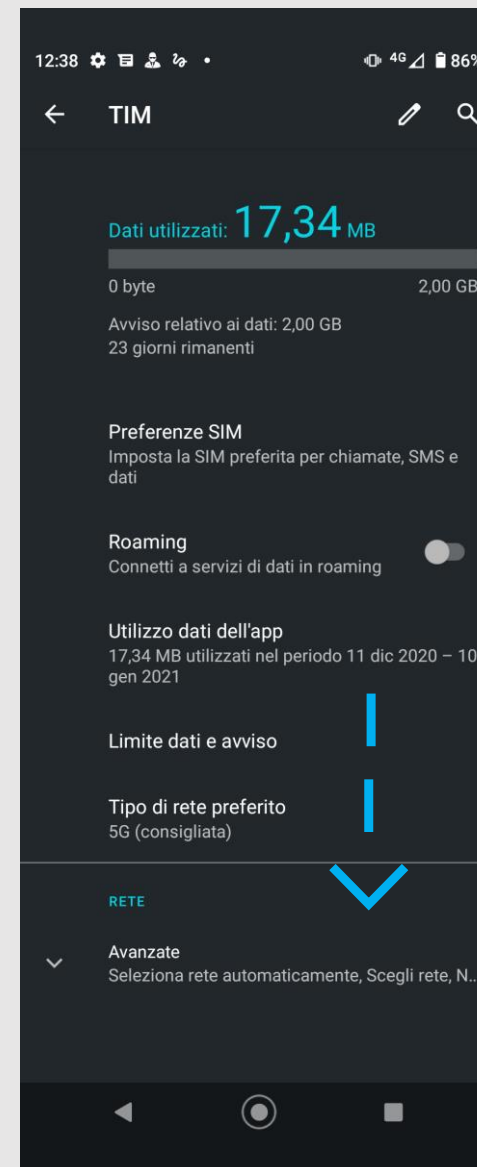 12:38 4G 86%
TIM
Dati utilizzati: 17,34 MB
0 byte 2,00 GB
Avviso relativo ai dati: 2,00 GB
23 giorni rimanenti
Preferenze SIM
Imposta la SIM preferita per chiamate, SMS e
dati
Roaming
Connetti a servizi di dati in roaming
Utilizzo dati dell'app
17,34 MB utilizzati nel periodo 11 dic 2020 – 10
gen 2021
Limite dati e avviso
Tipo di rete preferito
5G (consigliata)
RETE
Avanzate
Seleziona rete automaticamente, Scegli rete, N..